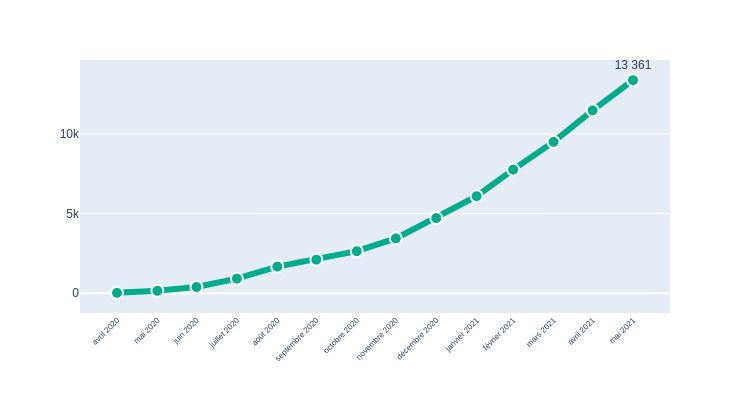 13 361
10k
5k
0
avril 2020
mai 2020
juin 2020
juillet 2020
août 2020
septembre 2020
octobre 2020
novembre 2020
décembre 2020
janvier 2021
février 2021
mars 2021
avril 2021
mai 2021